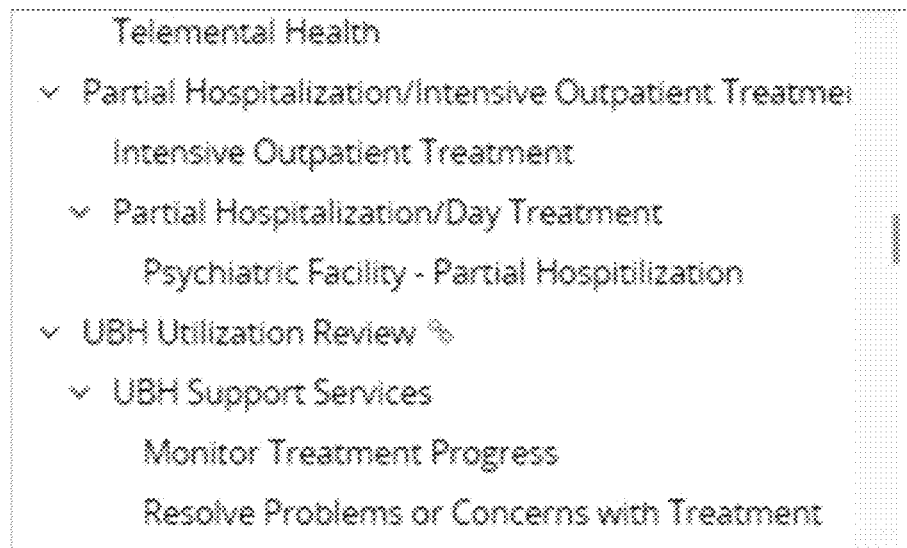 Telemental Health
Partial Hospitalization/Intensive Outpatient
Intensive Outpatient Treatment
Partial Hospitalization/Day Treatment
Psychiatric Facility - Partial Hospitilization
UBH Utilization Review
UBH Support Services
Monitor Treatment Progress
Resolve Problems or Concerns with Treatment